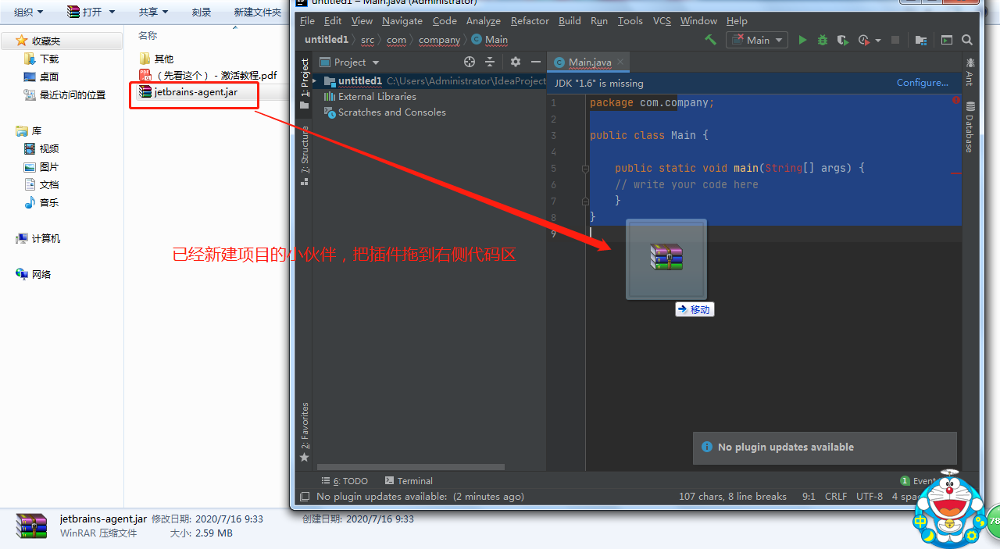 组织 打开 共享 刻录 新建文件夹
收藏夹
下载
桌面
最近访问的位置
库
视频
图片
文档
音乐
计算机
网络
名称
其他
（先看这个） - 激活教程.pdf
jetbrains-agent.jar
已经新建项目的小伙伴，把插件拖到右侧代码区
untitled1 – Main.java (Administrator)
File Edit View Navigate Code Analyze Refactor Build Run Tools VCS Window Help
untitled1 src com company Main
Main
1: Project
7: Structure
2: Favorites
Project
untitled1 C:\Users\Administrator\IdeaProject
External Libraries
Scratches and Consoles
Main.java
JDK "1.6" is missing Configure...
1 package com.company;
2
3 public class Main {
4
5 public static void main(String[] args) {
6 // write your code here
7 }
8 }
9
移动
Ant
Database
No plugin updates available
6: TODO Terminal 1 Event
No plugin updates available: (2 minutes ago) 107 chars, 8 line breaks 9:1 CRLF UTF-8 4 spac
jetbrains-agent.jar 修改日期: 2020/7/16 9:33 创建日期: 2020/7/16 9:33
WinRAR 压缩文件 大小: 2.59 MB
中
78